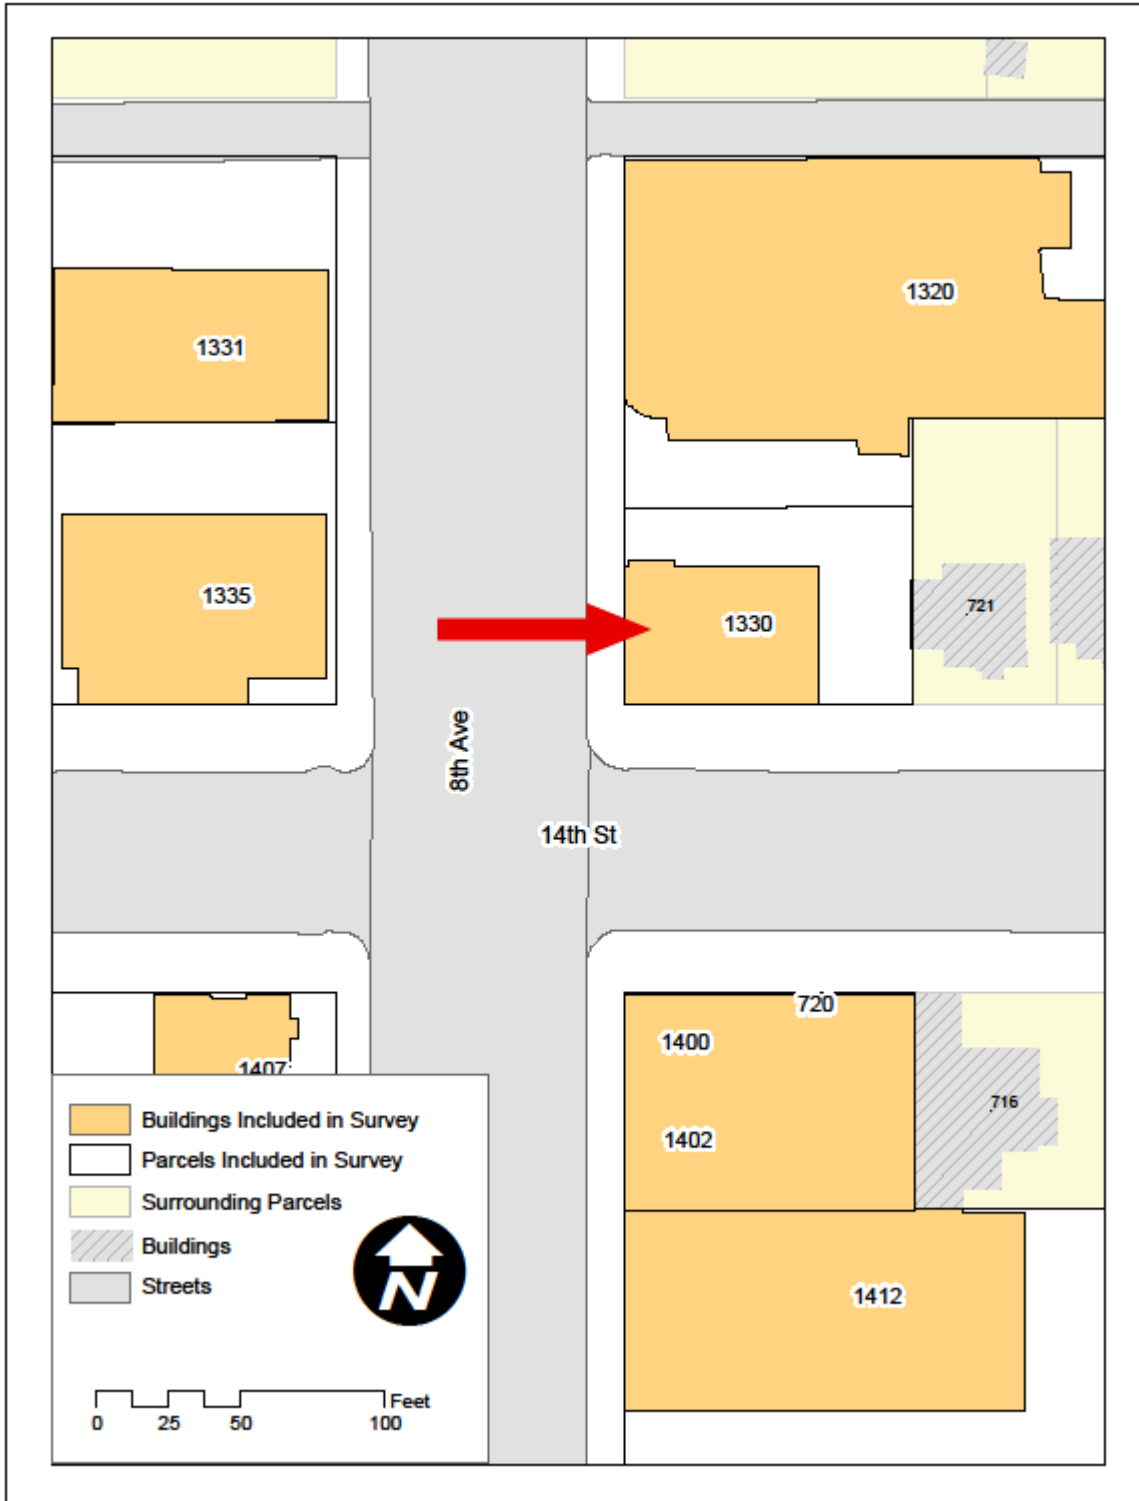 1320
1331
1335
1330
721
8th Ave
14th St
720
1400
1407
1402
716
1412
Buildings Included in Survey
Parcels Included in Survey
Surrounding Parcels
Buildings
Streets
N
Feet
0 25 50 100